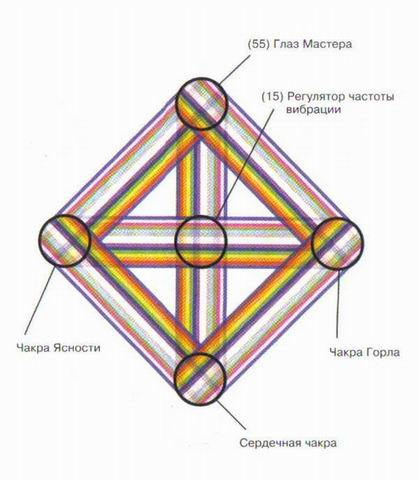 (55) Глаз Мастера
(15) Регулятор частоты
вибрации
Чакра Ясности
Чакра Горла
Сердечная чакра